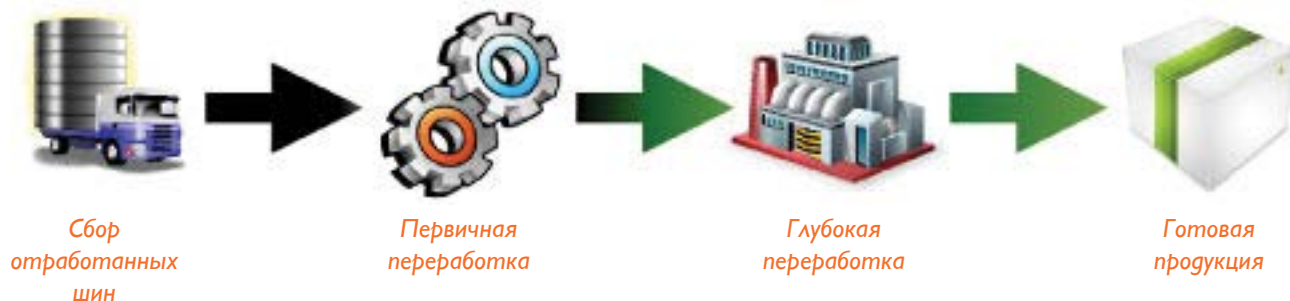 Сбор
отработанных
шин
Первичная
переработка
Глубокая
переработка
Готовая
продукция